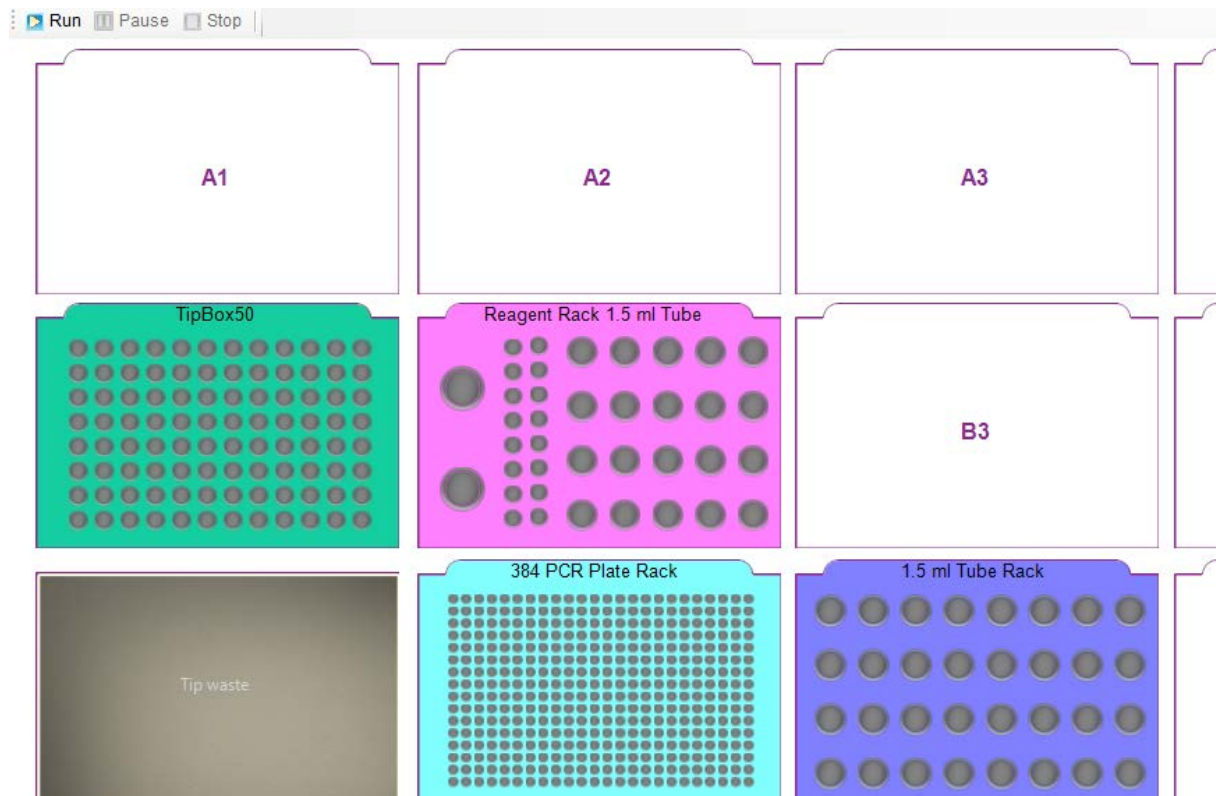 Run Pause Stop
A1 A2 A3
TipBox50 Reagent Rack 1.5 ml Tube
B3
384 PCR Plate Rack 1.5 ml Tube Rack
Tip waste